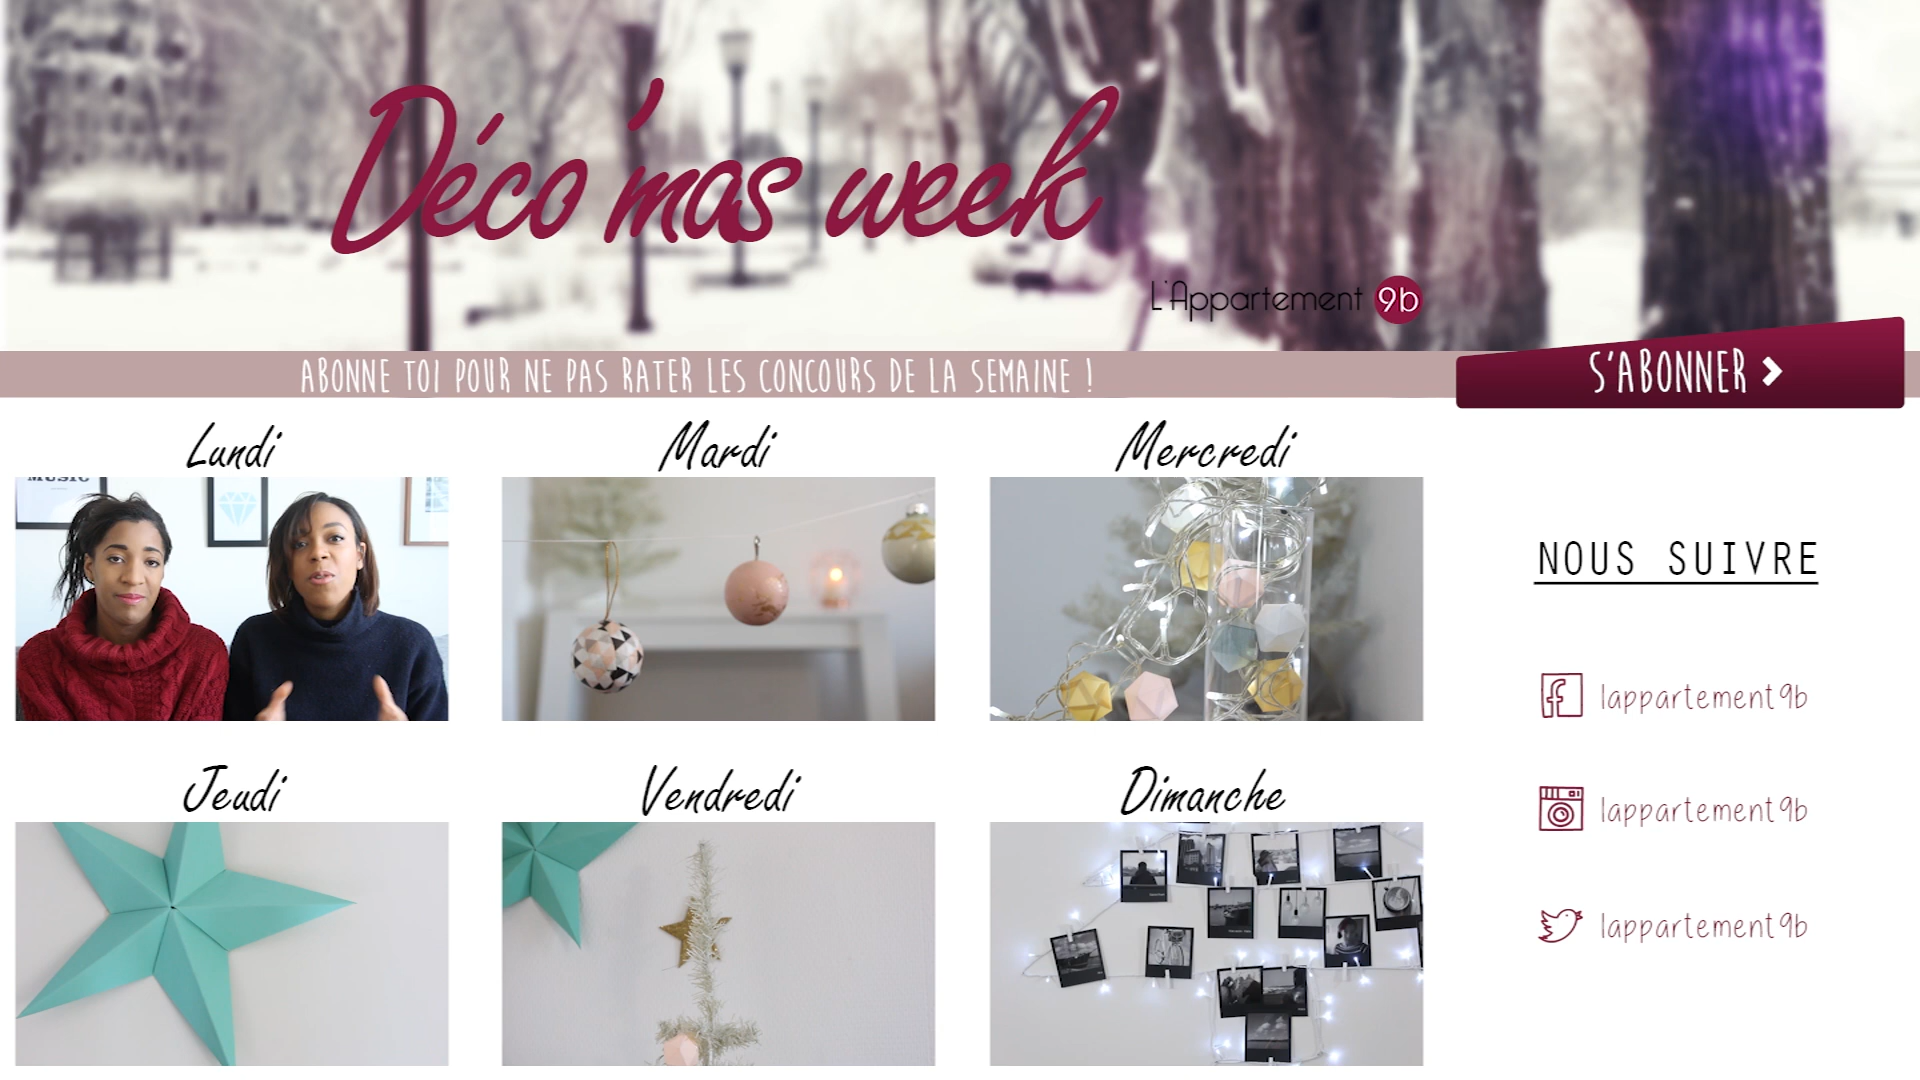 Déco'mas week
L'Appartement 9b
ABONNE TOI POUR NE PAS RATER LES CONCOURS DE LA SEMAINE !
S'ABONNER >
Lundi
Mardi
Mercredi
MUSIC
NOUS SUIVRE
lappartement9b
lappartement9b
lappartement9b
Jeudi
Vendredi
Dimanche